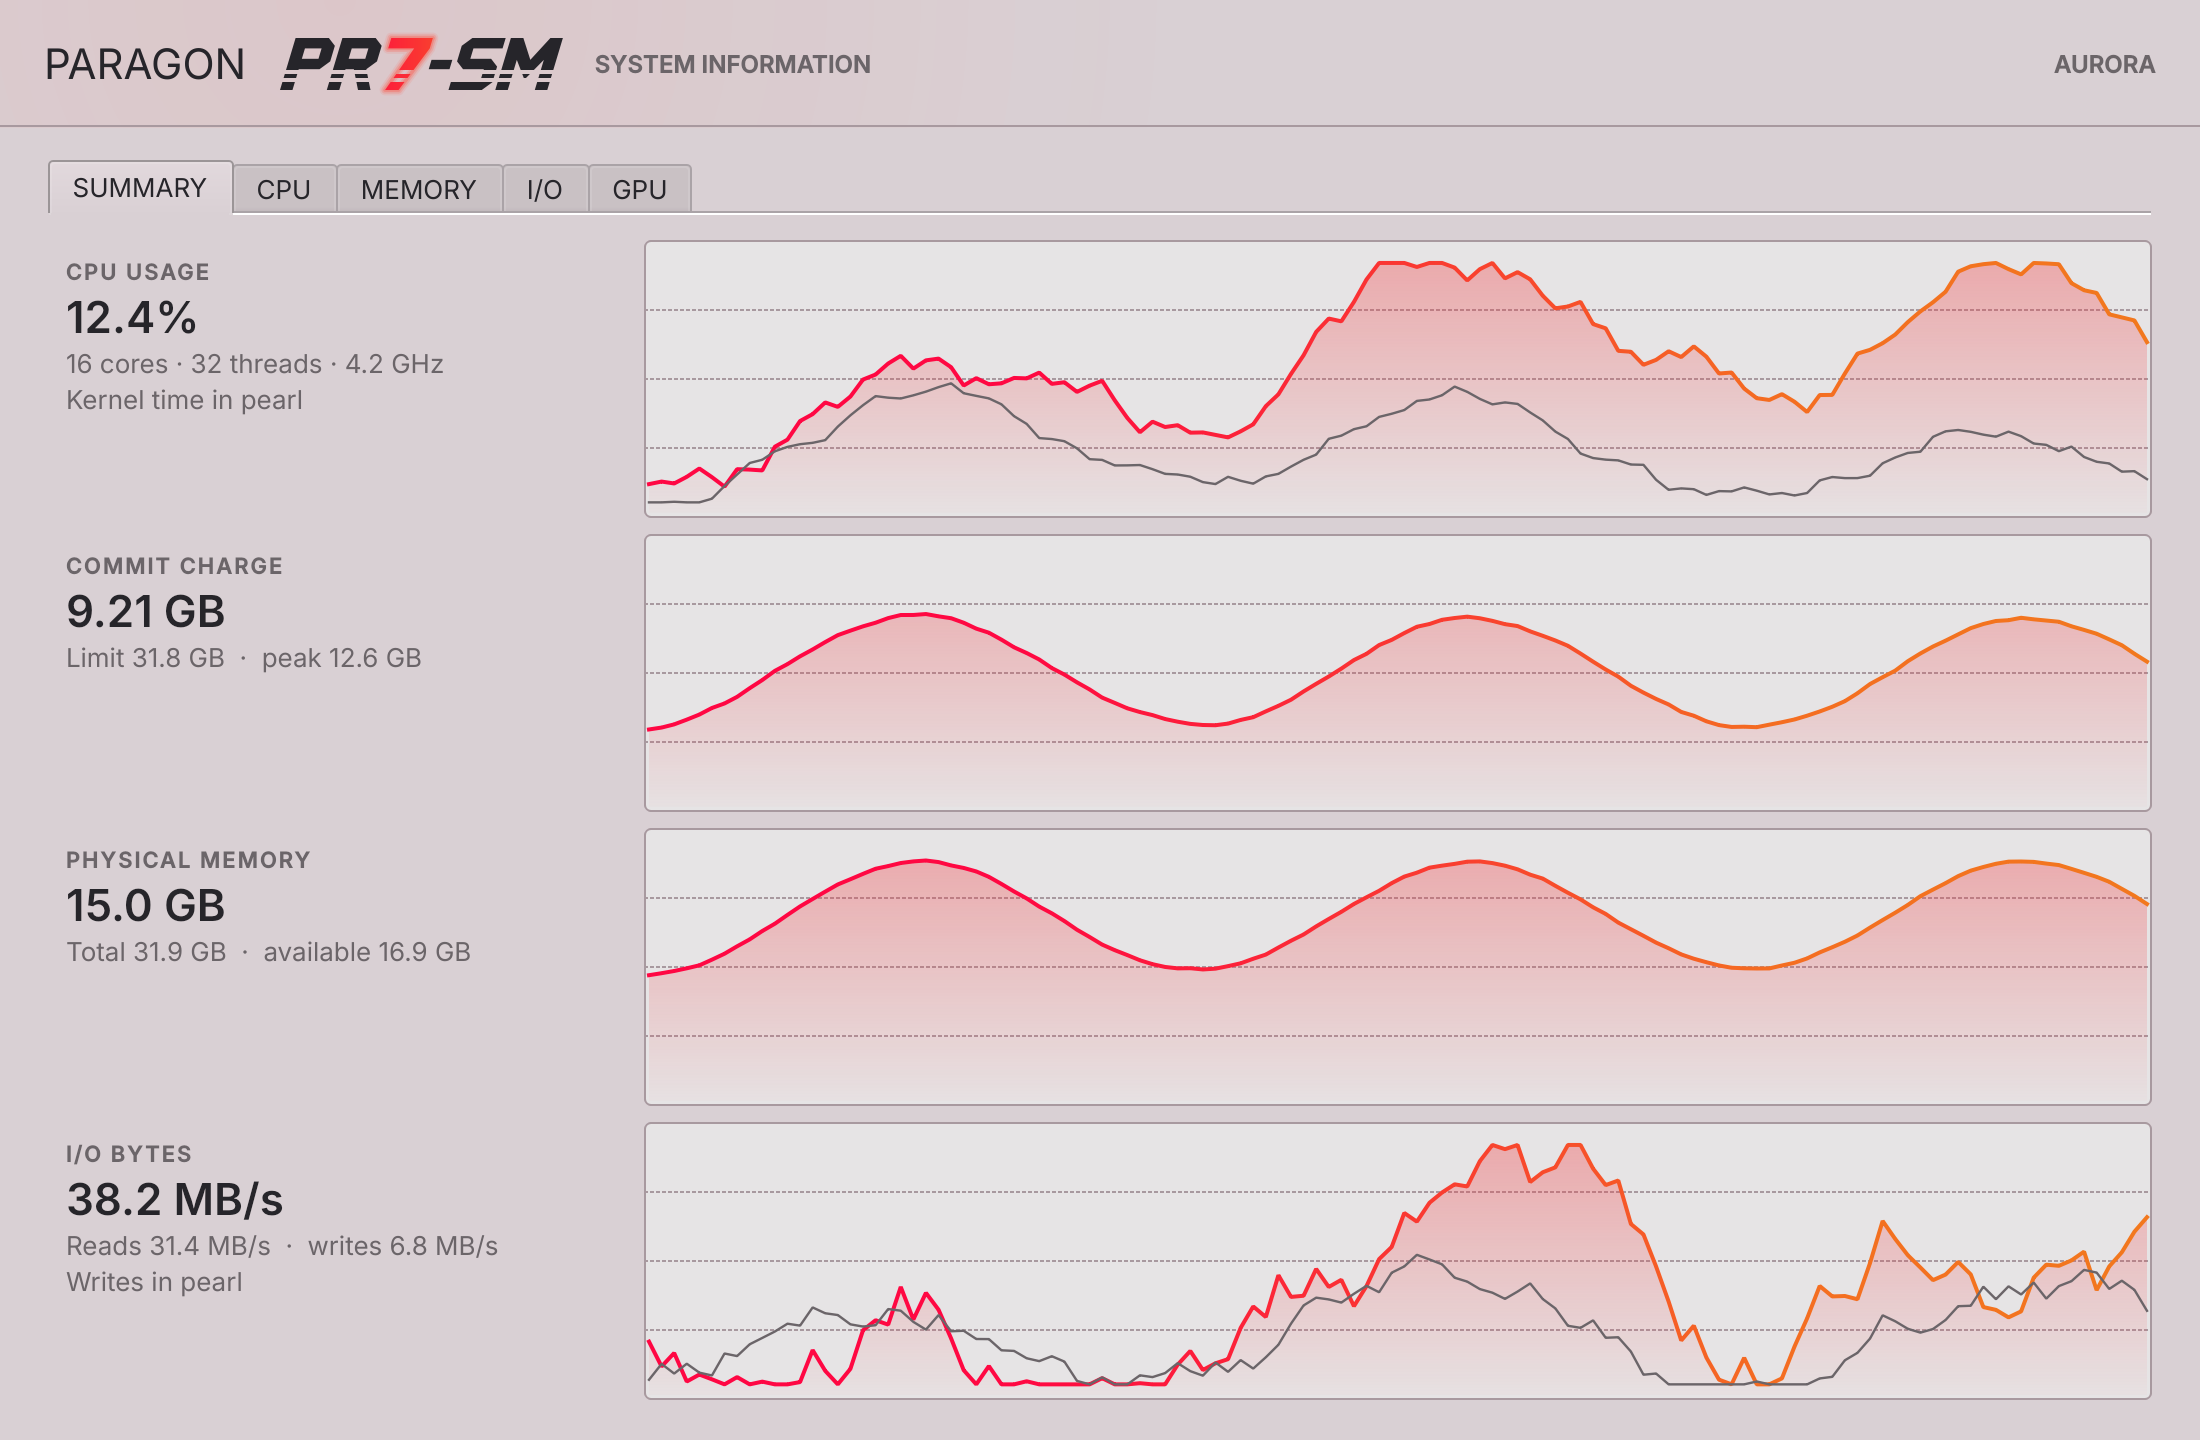 PARAGON PR7-SM SYSTEM INFORMATION AURORA
SUMMARY CPU MEMORY I/O GPU
CPU USAGE
12.4%
16 cores · 32 threads · 4.2 GHz
Kernel time in pearl
COMMIT CHARGE
9.21 GB
Limit 31.8 GB · peak 12.6 GB
PHYSICAL MEMORY
15.0 GB
Total 31.9 GB · available 16.9 GB
I/O BYTES
38.2 MB/s
Reads 31.4 MB/s · writes 6.8 MB/s
Writes in pearl